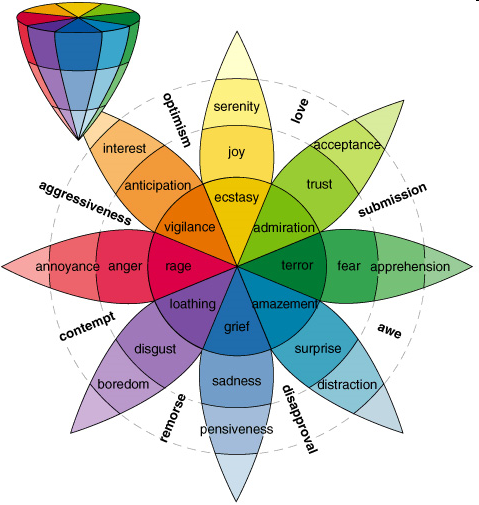 serenity
optimism
love
interest
joy
acceptance
anticipation
trust
aggressiveness
ecstasy
submission
vigilance
admiration
annoyance
anger
rage
terror
fear
apprehension
loathing
amazement
contempt
grief
awe
disgust
surprise
boredom
sadness
distraction
remorse
disapproval
pensiveness